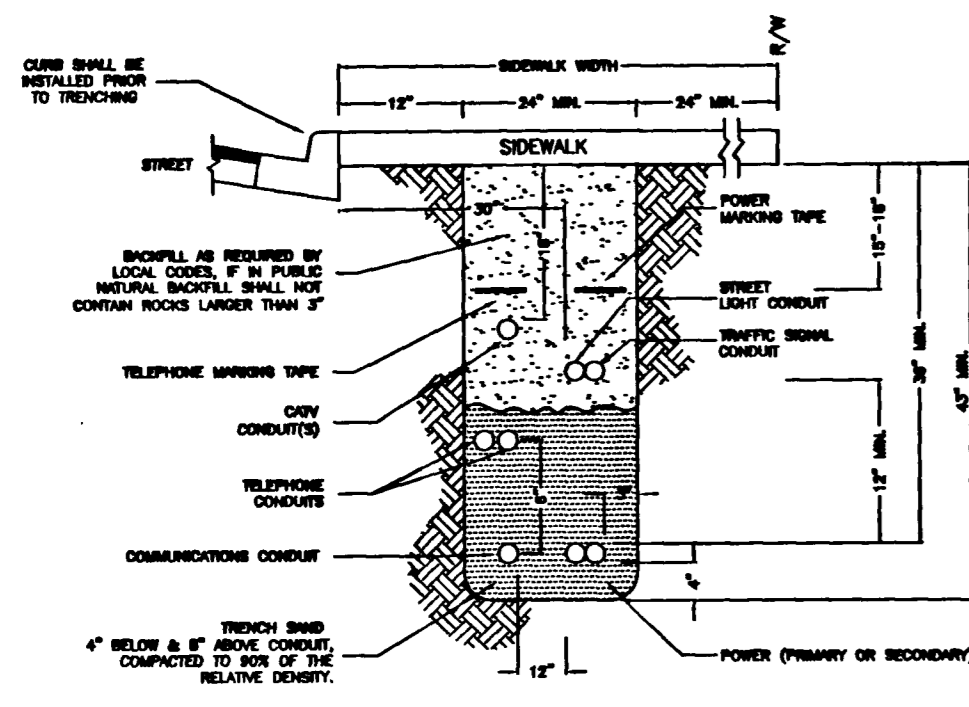 R/W
CURB SHALL BE
INSTALLED PRIOR
TO TRENCHING
SIDEWALK WIDTH
12"
24" MIN.
24" MIN.
SIDEWALK
STREET
30"
POWER
MARKING TAPE
15"-18"
BACKFILL AS REQUIRED BY
LOCAL CODES, IF IN PUBLIC
NATURAL BACKFILL SHALL NOT
CONTAIN ROCKS LARGER THAN 3"
STREET
LIGHT CONDUIT
TRAFFIC SIGNAL
CONDUIT
36" MIN.
43" MIN.
TELEPHONE MARKING TAPE
CATV
CONDUIT(S)
12" MIN.
TELEPHONE
CONDUITS
COMMUNICATIONS CONDUIT
4"
TRENCH SAND
4" BELOW & 8" ABOVE CONDUIT,
COMPACTED TO 90% OF THE
RELATIVE DENSITY.
12"
POWER (PRIMARY OR SECONDARY)